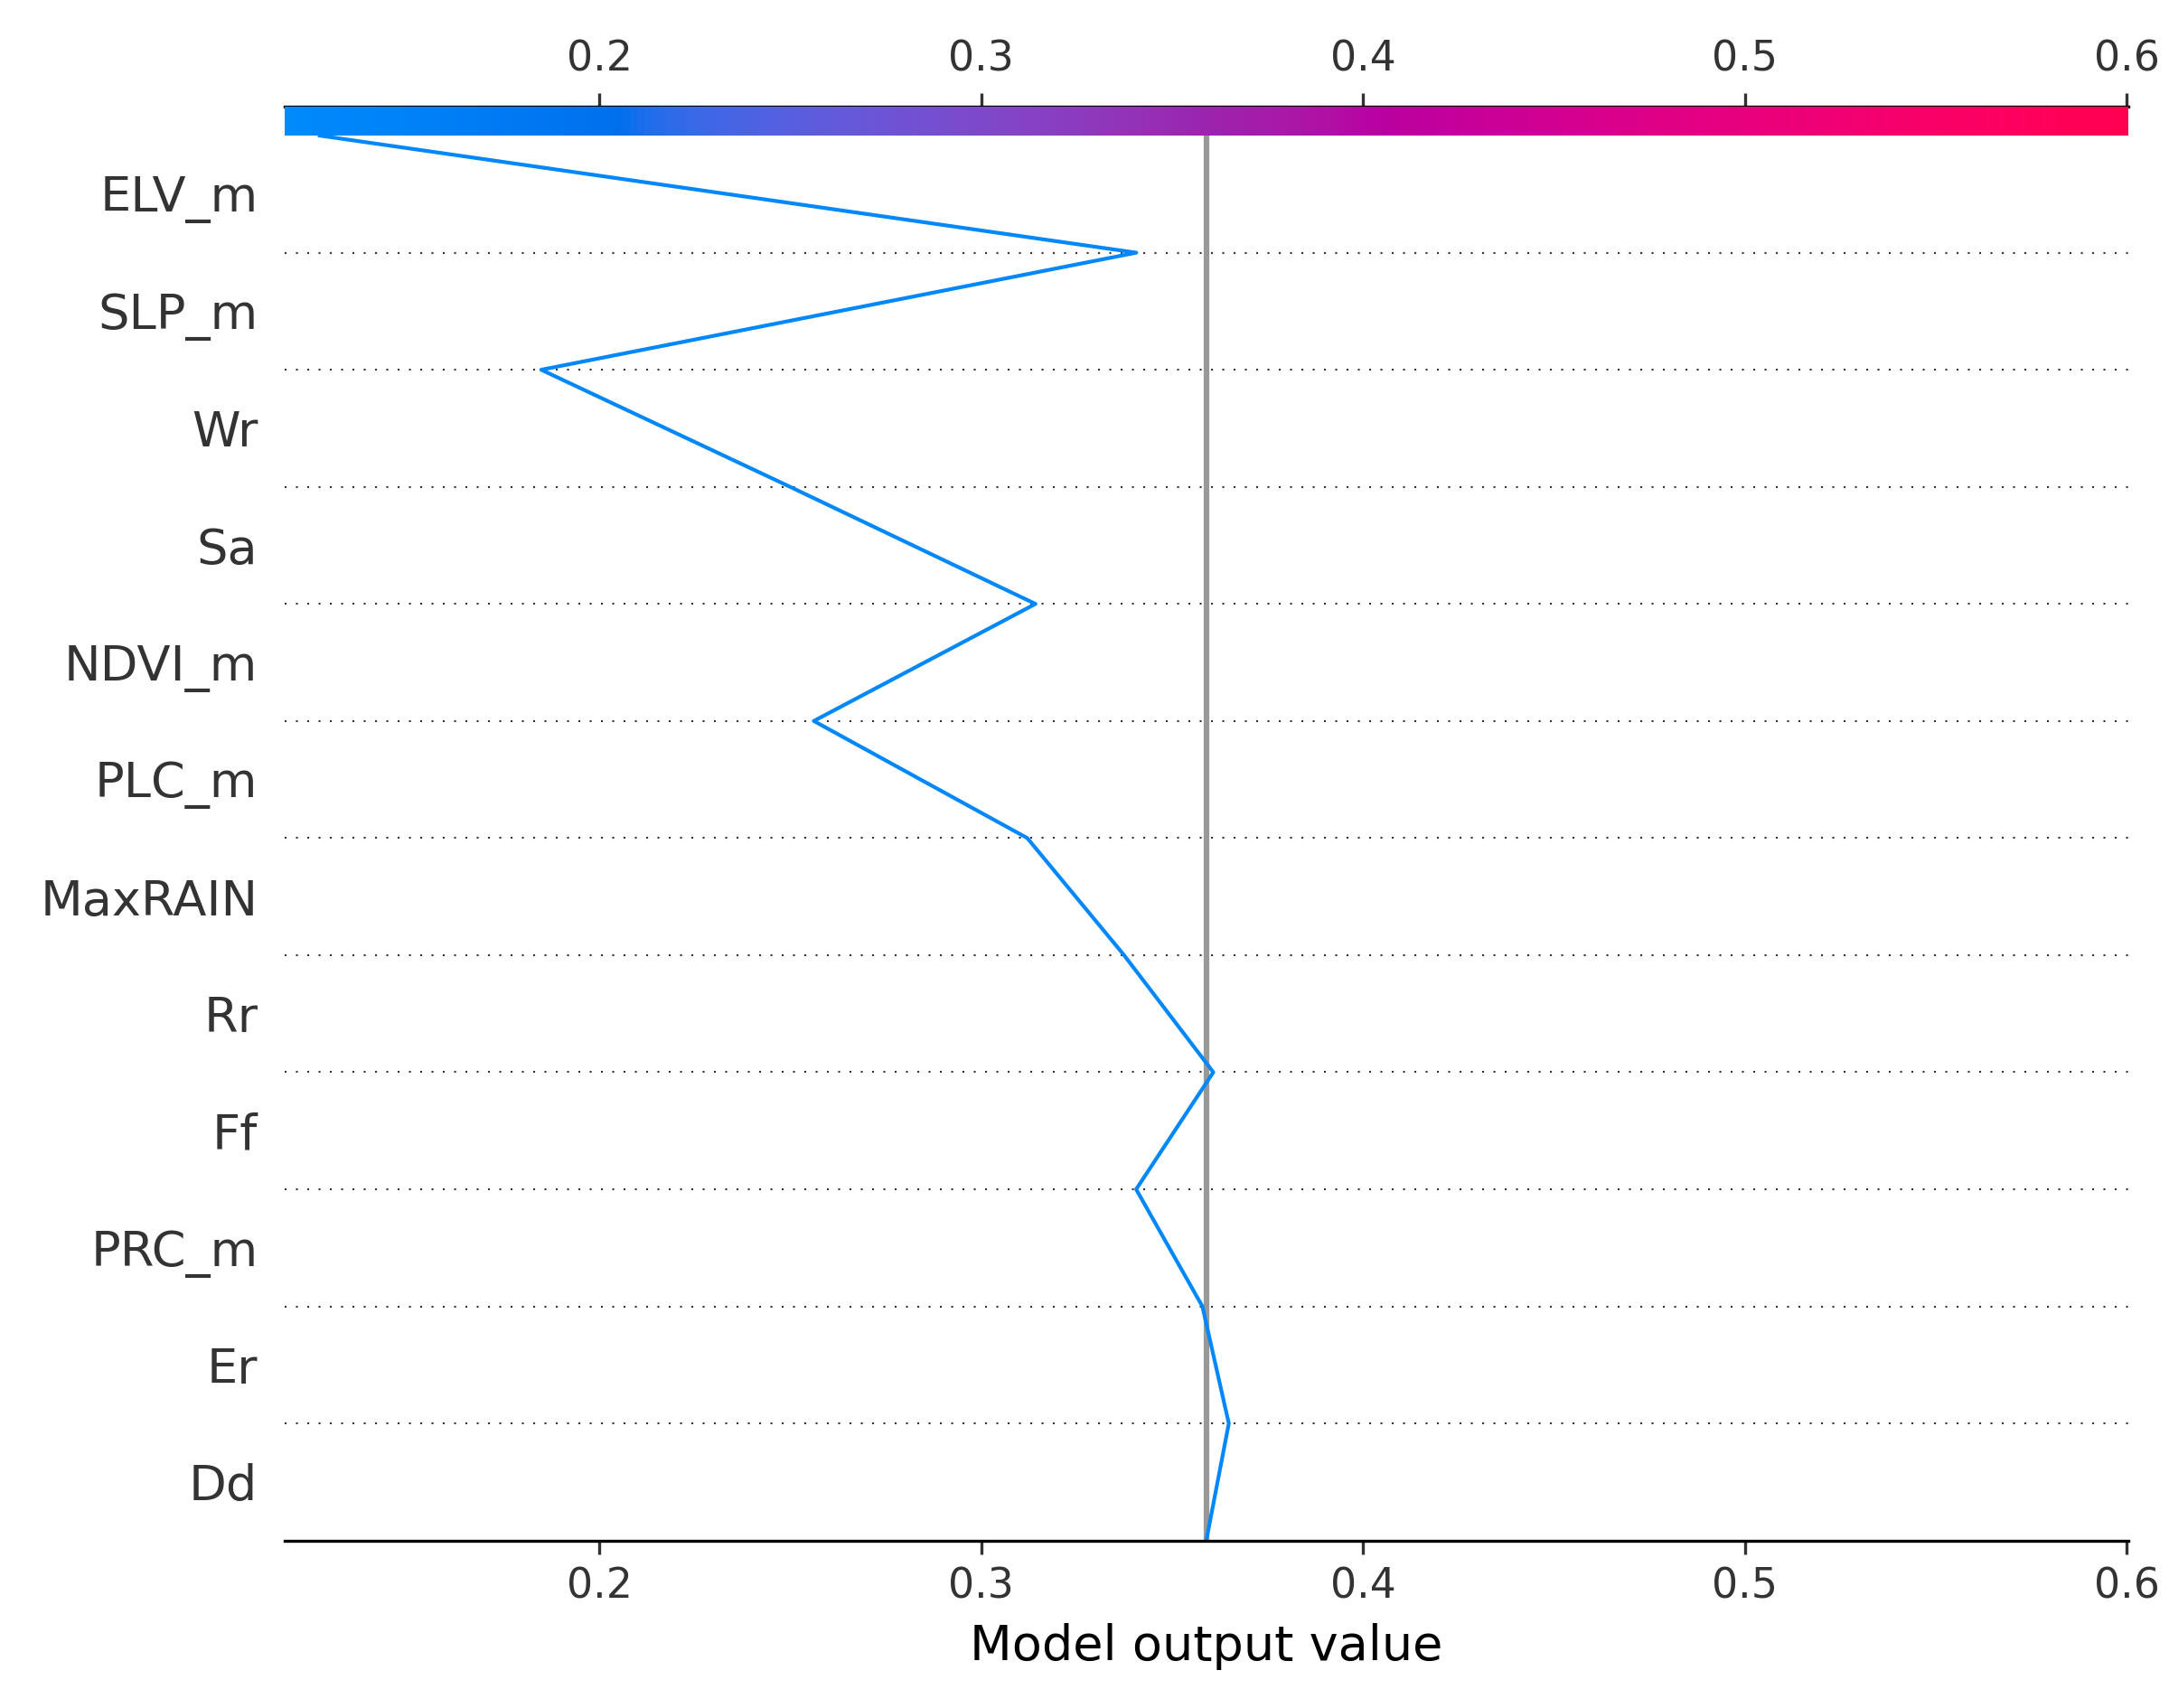 0.2 0.3 0.4 0.5 0.6
ELV_m
SLP_m
Wr
Sa
NDVI_m
PLC_m
MaxRAIN
Rr
Ff
PRC_m
Er
Dd
0.2 0.3 0.4 0.5 0.6
Model output value